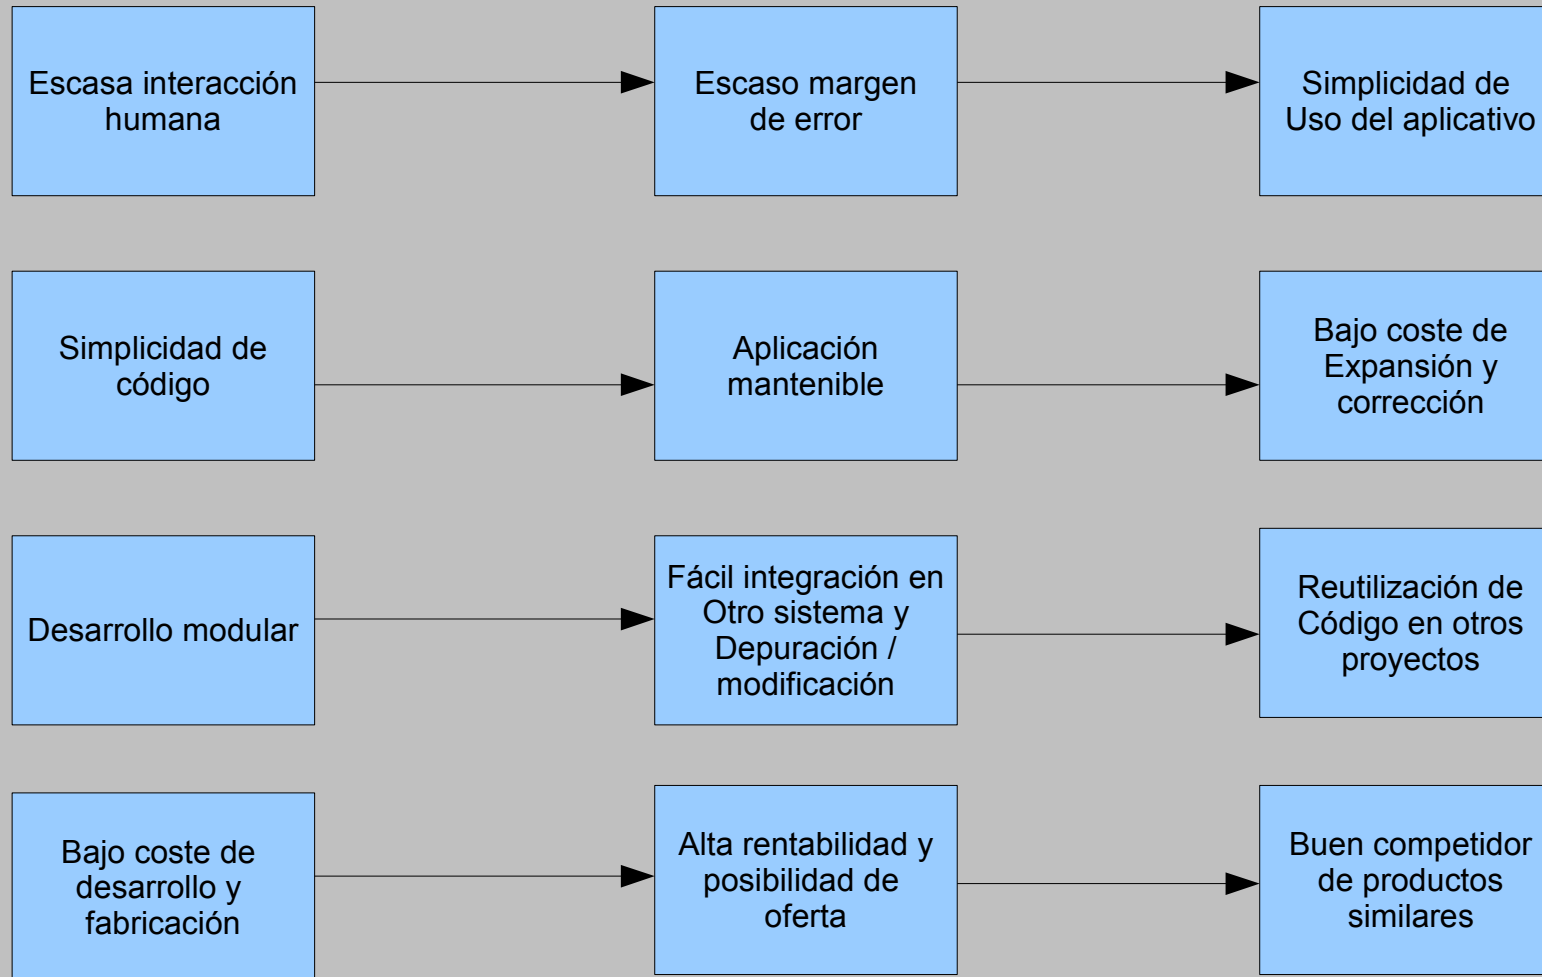 Escasa interacción
humana
Escaso margen
de error
Simplicidad de
Uso del aplicativo
Simplicidad de
código
Aplicación
mantenible
Bajo coste de
Expansión y
corrección
Desarrollo modular
Fácil integración en
Otro sistema y
Depuración /
modificación
Reutilización de
Código en otros
proyectos
Bajo coste de
desarrollo y
fabricación
Alta rentabilidad y
posibilidad de
oferta
Buen competidor
de productos
similares